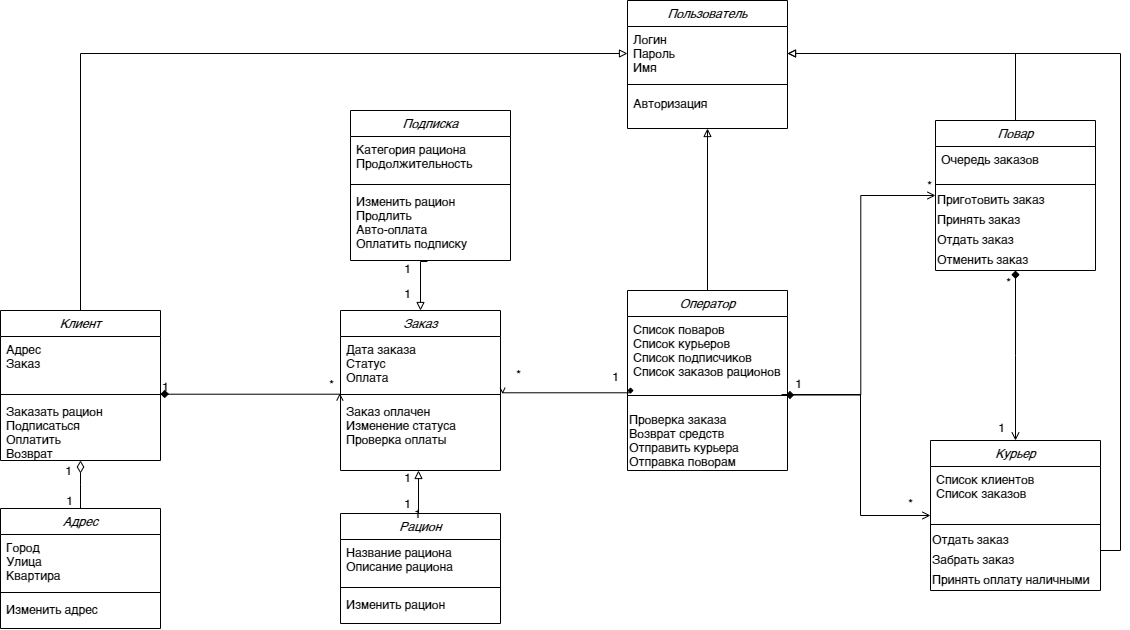 Пользователь
Логин
Пароль
Имя
Авторизация
Подписка
Категория рациона
Продолжительность
Изменить рацион
Продлить
Авто-оплата
Оплатить подписку
1
1
Повар
Очередь заказов
Приготовить заказ
Принять заказ
Отдать заказ
Отменить заказ
*
*
Клиент
Адрес
Заказ
Заказать рацион
Подписаться
Оплатить
Возврат
1
*
1
1
Заказ
Дата заказа
Статус
Оплата
Заказ оплачен
Изменение статуса
Проверка оплаты
*
1
1
1
1
Оператор
Список поваров
Список курьеров
Список подписчиков
Список заказов рационов
Проверка заказа
Возврат средств
Отправить курьера
Отправка поворам
1
*
1
Курьер
Список клиентов
Список заказов
Отдать заказ
Забрать заказ
Принять оплату наличными
Адрес
Город
Улица
Квартира
Изменить адрес
Рацион
Название рациона
Описание рациона
Изменить рацион